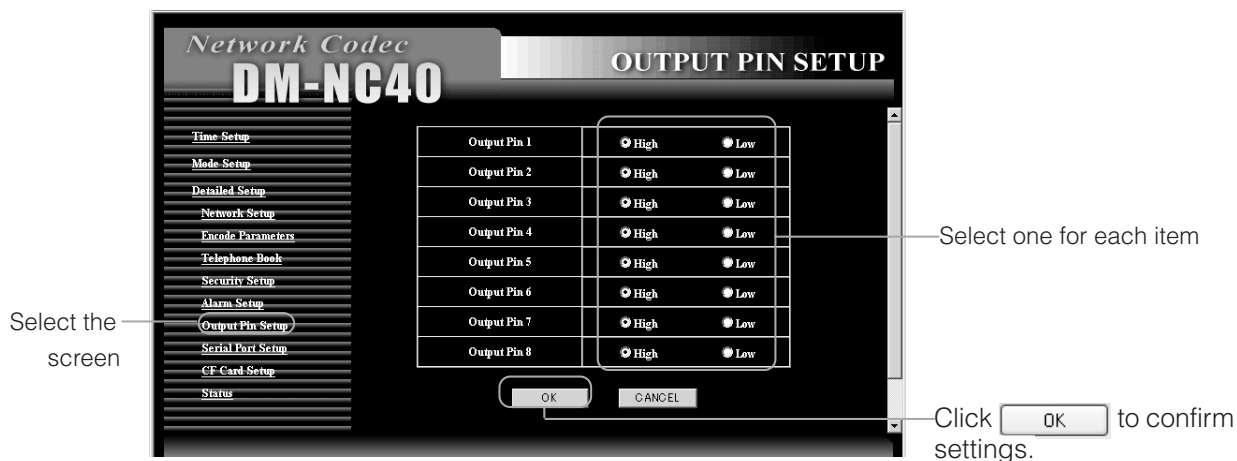 Network Codec
DM-NC40
OUTPUT PIN SETUP
Time Setup
Mode Setup
Detailed Setup
Network Setup
Encode Parameters
Telephone Book
Security Setup
Alarm Setup
Output Pin Setup
Serial Port Setup
CF Card Setup
Status
Select the
screen
Output Pin 1 High Low
Output Pin 2 High Low
Output Pin 3 High Low
Output Pin 4 High Low
Output Pin 5 High Low
Output Pin 6 High Low
Output Pin 7 High Low
Output Pin 8 High Low
OK CANCEL
Select one for each item
Click OK to confirm
settings.